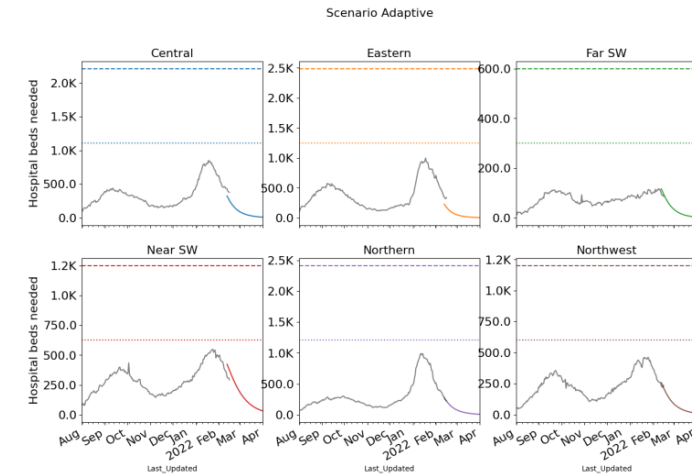 Scenario Adaptive
Central
Eastern
Far SW
Hospital beds needed
2.0K
1.5K
1.0K
500.0
0.0
2.5K
2.0K
1.5K
1.0K
500.0
0.0
600.0
400.0
200.0
0.0
Near SW
Northern
Northwest
Hospital beds needed
1.2K
1.0K
750.0
500.0
250.0
0.0
2.5K
2.0K
1.5K
1.0K
500.0
0.0
1.2K
1.0K
750.0
500.0
250.0
0.0
Aug Sep Oct Nov Dec Jan 2022 Feb Mar Apr
Aug Sep Oct Nov Dec Jan 2022 Feb Mar Apr
Aug Sep Oct Nov Dec Jan 2022 Feb Mar Apr
Last_Updated
Last_Updated
Last_Updated